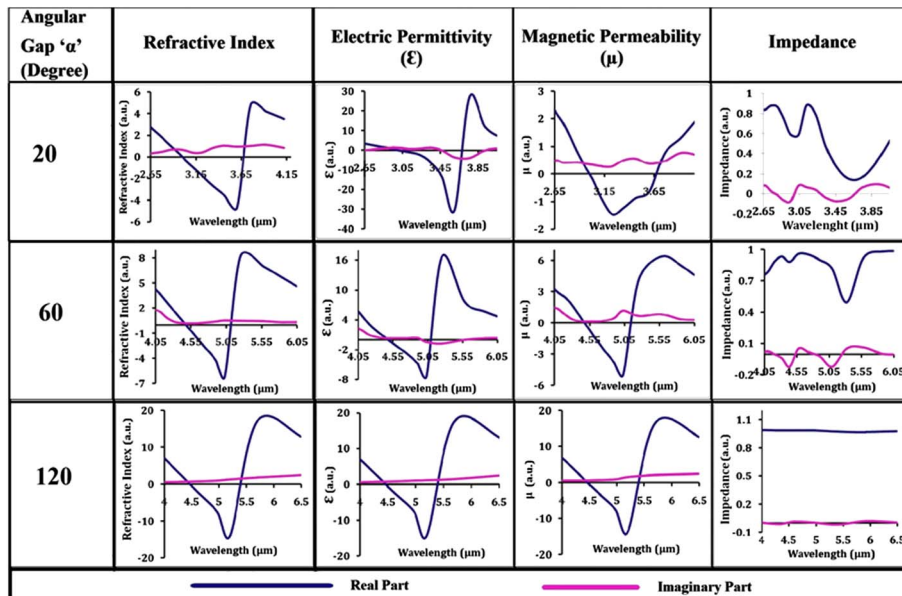 Angular
Gap ‘α’
(Degree)
Refractive Index
Electric Permittivity
(Ɛ)
Magnetic Permeability
(μ)
Impedance
20
Refractive Index (a.u.)
6
4
2
0
-2
-4
-6
2.65 3.15 3.65 4.15
Wavelength (μm)
Ɛ (a.u.)
30
20
10
0
-10
-20
-30
-40
2.65 3.05 3.45 3.85
Wavelength (μm)
μ (a.u.)
3
2
1
0
-1
-2
2.65 3.15 3.65
Wavelength (μm)
Impedance (a.u.)
1
0.8
0.6
0.4
0.2
0
-0.2
2.65 3.05 3.45 3.85
Wavelenght (μm)
60
Refractive Index (a.u.)
8
5
2
-1
-4
-7
4.05 4.55 5.05 5.55 6.05
Wavelength (μm)
Ɛ (a.u.)
16
10
4
-2
-8
4.05 4.55 5.05 5.55 6.05
Wavelength (μm)
μ (a.u.)
6
3
0
-3
-6
4.05 4.55 5.05 5.55 6.05
Wavelength (μm)
Impedance (a.u.)
1
0.7
0.4
0.1
-0.2
4.05 4.55 5.05 5.55 6.05
Wavelength (μm)
120
Refractive Index (a.u.)
20
10
0
-10
-20
4 4.5 5 5.5 6 6.5
Wavelength (μm)
Ɛ (a.u.)
20
10
0
-10
-20
4 4.5 5 5.5 6 6.5
Wavelength (μm)
μ (a.u.)
20
10
0
-10
-20
4 4.5 5 5.5 6 6.5
Wavelength (μm)
Impedance (a.u.)
1.1
0.8
0.5
0.2
-0.1
4 4.5 5 5.5 6 6.5
Wavelength (μm)
Real Part
Imaginary Part